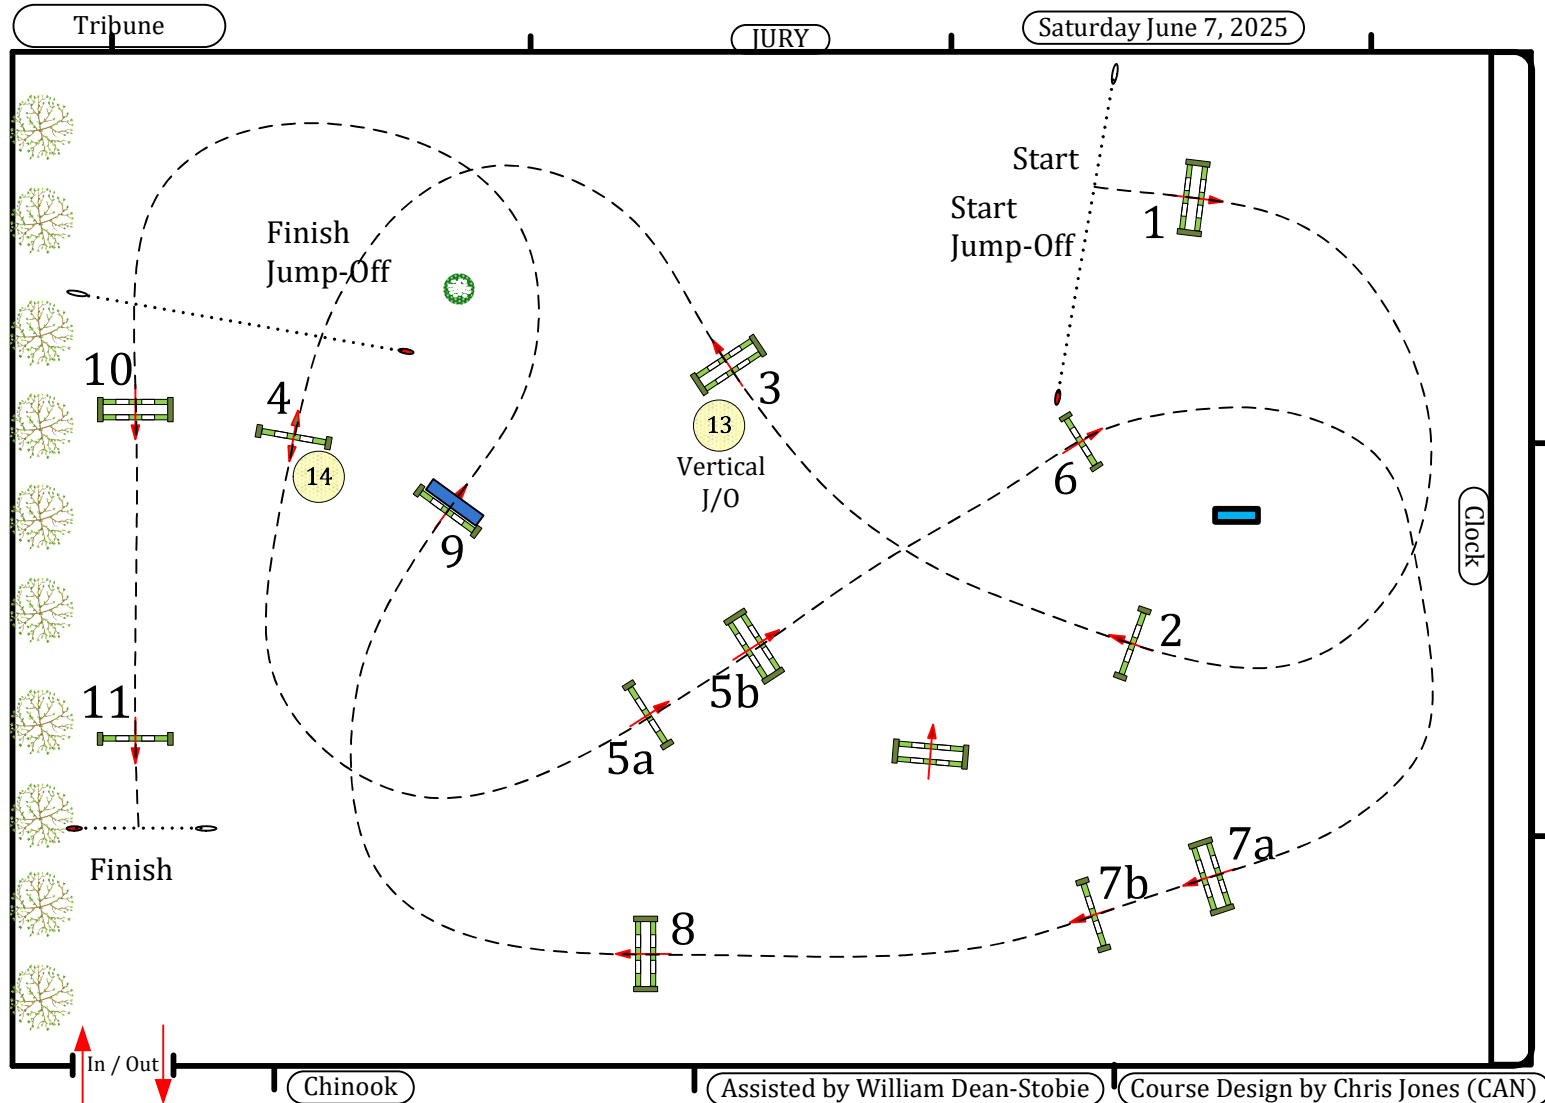 Tribune
JURY
Saturday June 7, 2025
Start
Start
Jump-Off
1
Finish
Jump-Off
10
4
3
13
Vertical
J/O
14
6
9
Clock
2
5b
5a
11
Finish
7a
7b
8
In / Out
Chinook
Assisted by William Dean-Stobie
Course Design by Chris Jones (CAN)